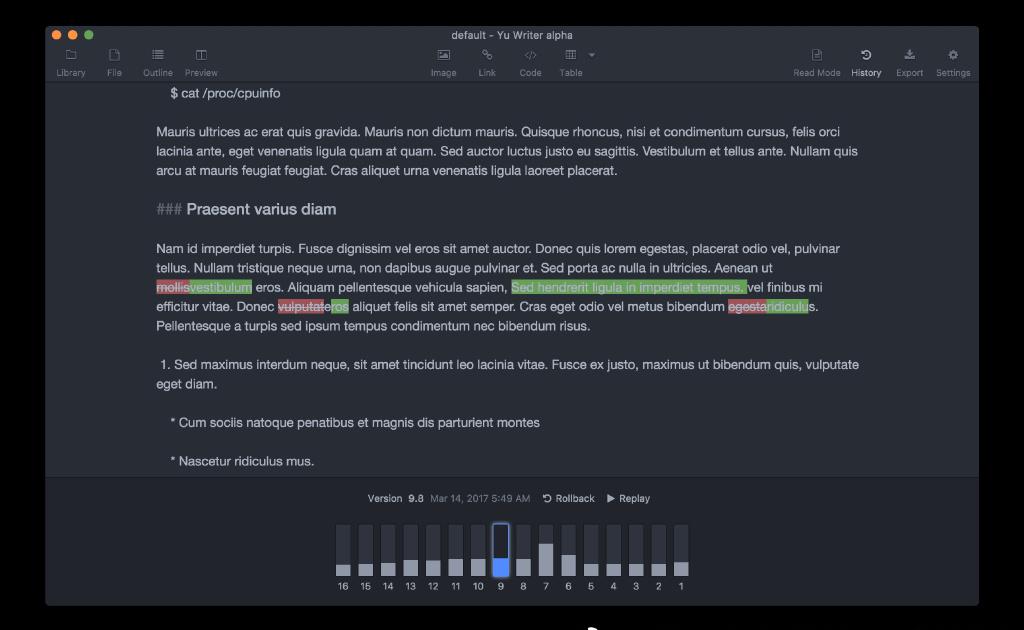 default - Yu Writer alpha
Library File Outline Preview Image Link Code Table Read Mode History Export Settings
$ cat /proc/cpuinfo
Mauris ultrices ac erat quis gravida. Mauris non dictum mauris. Quisque rhoncus, nisi et condimentum cursus, felis orci
lacinia ante, eget venenatis ligula quam at quam. Sed auctor luctus justo eu sagittis. Vestibulum et tellus ante. Nullam quis
arcu at mauris feugiat feugiat. Cras aliquet urna venenatis ligula laoreet placerat.
### Praesent varius diam
Nam id imperdiet turpis. Fusce dignissim vel eros sit amet auctor. Donec quis lorem egestas, placerat odio vel, pulvinar
tellus. Nullam tristique neque urna, non dapibus augue pulvinar et. Sed porta ac nulla in ultricies. Aenean ut
mollisvestibulum eros. Aliquam pellentesque vehicula sapien, Sed hendrerit ligula in imperdiet tempus. vel finibus mi
efficitur vitae. Donec vulputateros aliquet felis sit amet semper. Cras eget odio vel metus bibendum egestaridiculus.
Pellentesque a turpis sed ipsum tempus condimentum nec bibendum risus.
1. Sed maximus interdum neque, sit amet tincidunt leo lacinia vitae. Fusce ex justo, maximus ut bibendum quis, vulputate
eget diam.
* Cum sociis natoque penatibus et magnis dis parturient montes
* Nascetur ridiculus mus.
Version 9.8 Mar 14, 2017 5:49 AM Rollback Replay
16 15 14 13 12 11 10 9 8 7 6 5 4 3 2 1